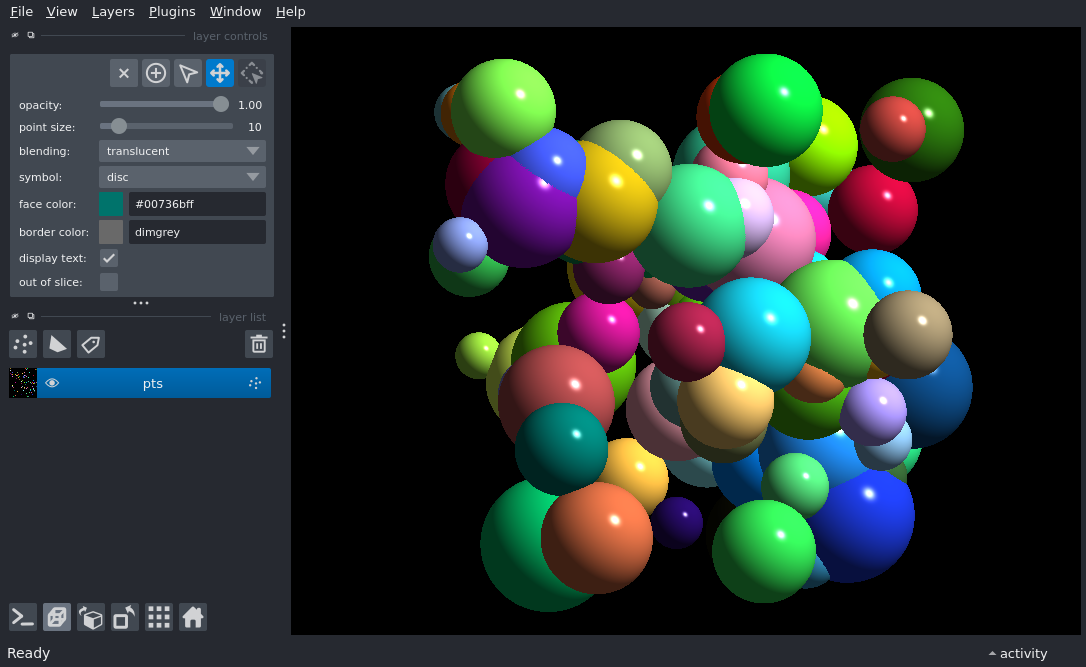 File View Layers Plugins Window Help
layer controls
opacity: 1.00
point size: 10
blending: translucent
symbol: disc
face color: #00736bff
border color: dimgrey
display text:
out of slice:
layer list
pts
Ready
activity